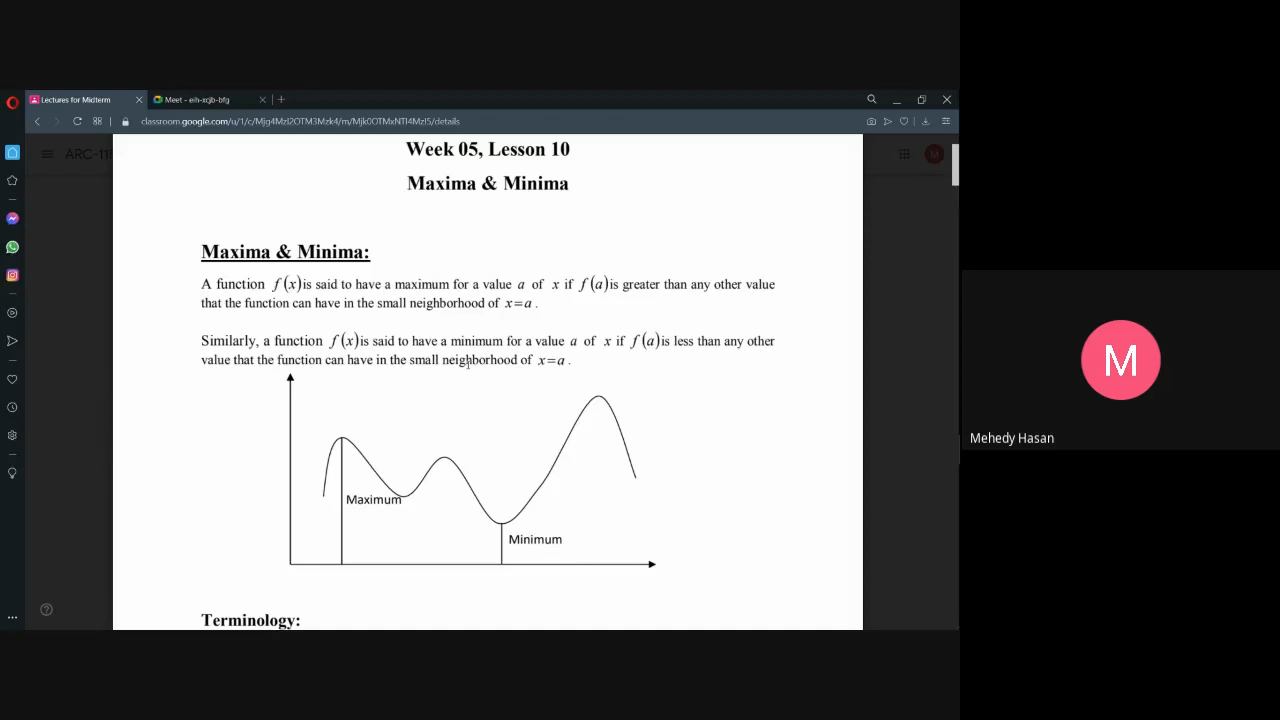 Lectures for Midterm
Meet - eih-xqjb-bfg
classroom.google.com/u/1/c/Mjg4MzI2OTM3Mzk4/m/Mjk0OTMxNTI4MzI5/details
Week 05, Lesson 10
ARC-118
M
Maxima & Minima
Maxima & Minima:
A function f(x) is said to have a maximum for a value a of x if f(a) is greater than any other value
that the function can have in the small neighborhood of x=a .
Similarly, a function f(x) is said to have a minimum for a value a of x if f(a) is less than any other
value that the function can have in the small neighborhood of x=a .
Maximum
Minimum
Terminology:
M
Mehedy Hasan